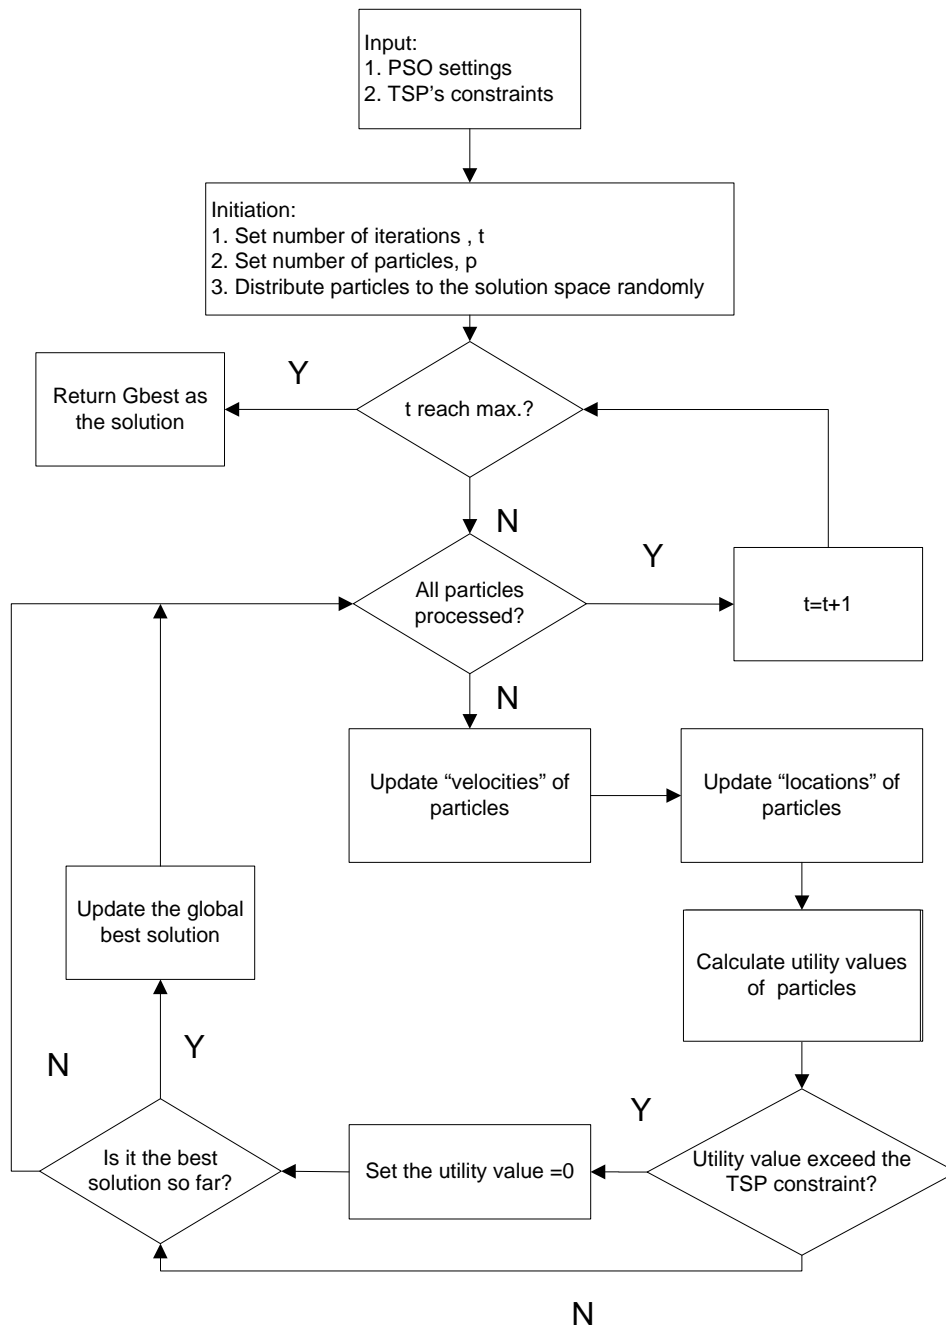 Input:
1. PSO settings
2. TSP's constraints
Initiation:
1. Set number of iterations , t
2. Set number of particles, p
3. Distribute particles to the solution space randomly
Y
Return Gbest as
the solution
t reach max.?
N
Y
All particles
processed?
t=t+1
N
Update “velocities” of
particles
Update “locations” of
particles
Update the global
best solution
Calculate utility values
of particles
N
Y
Y
Is it the best
solution so far?
Set the utility value =0
Utility value exceed the
TSP constraint?
N